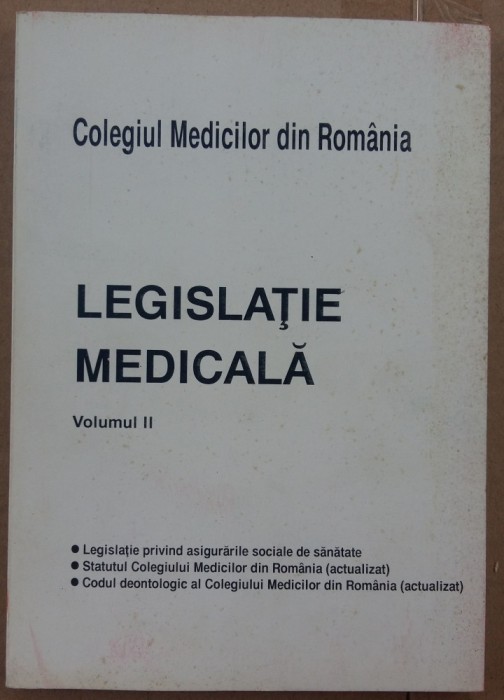 Colegiul Medicilor din România
LEGISLAŢIE
MEDICALĂ
Volumul II
● Legislaţie privind asigurările sociale de sănătate
● Statutul Colegiului Medicilor din România (actualizat)
● Codul deontologic al Colegiului Medicilor din România (actualizat)